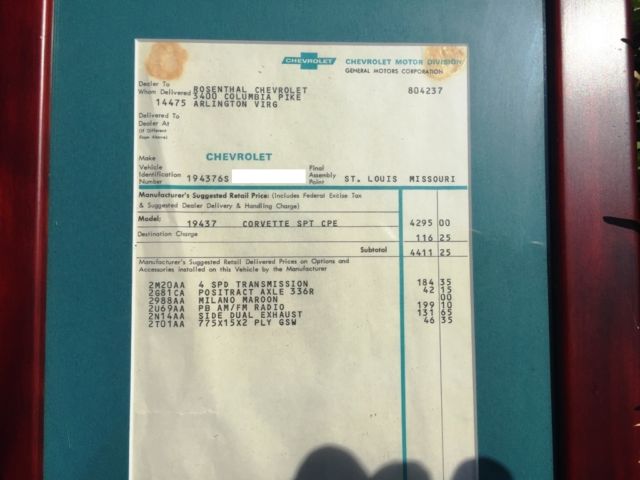 CHEVROLET CHEVROLET MOTOR DIVISION
GENERAL MOTORS CORPORATION
Dealer To
Whom Delivered ROSENTHAL CHEVROLET 804237
3400 COLUMBIA PIKE
14475 ARLINGTON VIRG
Delivered To
Dealer At
(If Different
from Above)
Make CHEVROLET
Vehicle Final
Identification 194376S Assembly ST. LOUIS MISSOURI
Number Point
Manufacturer's Suggested Retail Price: (Includes Federal Excise Tax
& Suggested Dealer Delivery & Handling Charge)
Model: 19437 CORVETTE SPT CPE 4295 00
Destination Charge 116 25
Subtotal 4411 25
Manufacturer's Suggested Retail Delivered Prices on Options and
Accessories installed on this Vehicle by the Manufacturer
2M20AA 4 SPD TRANSMISSION 184 35
2G81CA POSITRACT AXLE 336R 42 15
2988AA MILANO MAROON 00
2U69AA PB AM/FM RADIO 199 10
2N14AA SIDE DUAL EXHAUST 131 65
2T01AA 775X15X2 PLY GSW 46 35